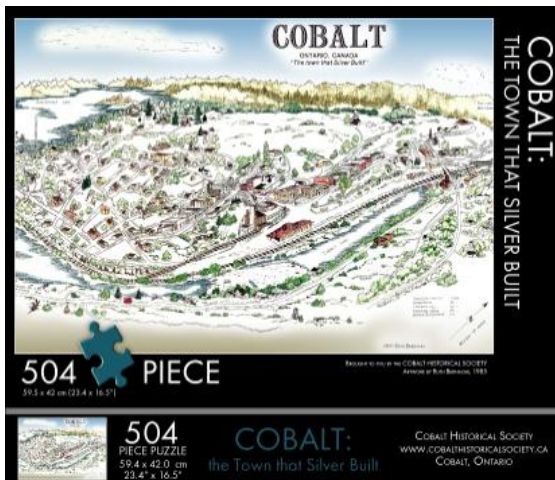 COBALT
ONTARIO, CANADA
"The town that Silver Built"
COBALT:
THE TOWN THAT SILVER BUILT
504 PIECE
59.5 x 42 cm (23.4 x 16.5")
BROUGHT TO YOU BY THE COBALT HISTORICAL SOCIETY
504
PIECE PUZZLE
59.4 x 42.0 cm
23.4" x 16.5"
COBALT:
the Town that Silver Built
COBALT HISTORICAL SOCIETY
WWW.COBALTHISTORICALSOCIETY.CA
COBALT, ONTARIO